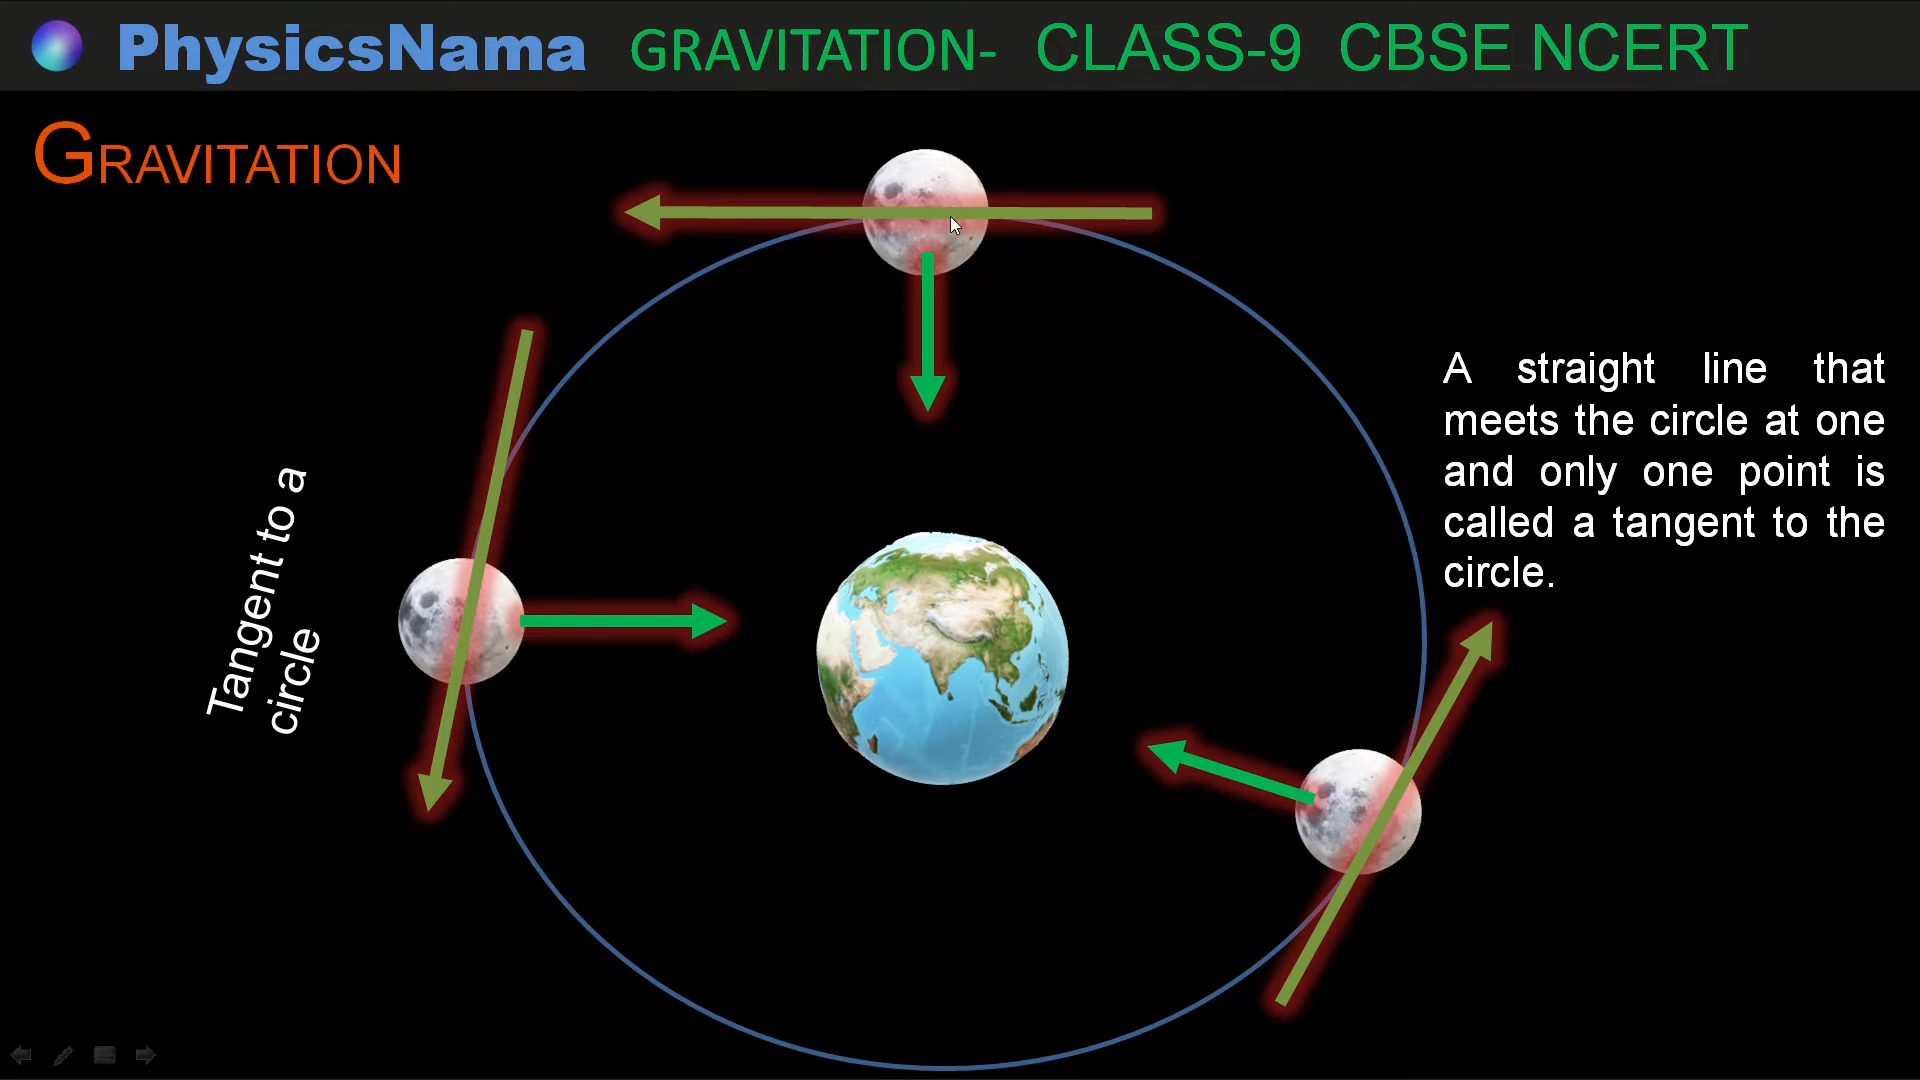 PhysicsNama GRAVITATION- CLASS-9 CBSE NCERT
GRAVITATION
A straight line that
meets the circle at one
and only one point is
called a tangent to the
circle.
Tangent to a
circle